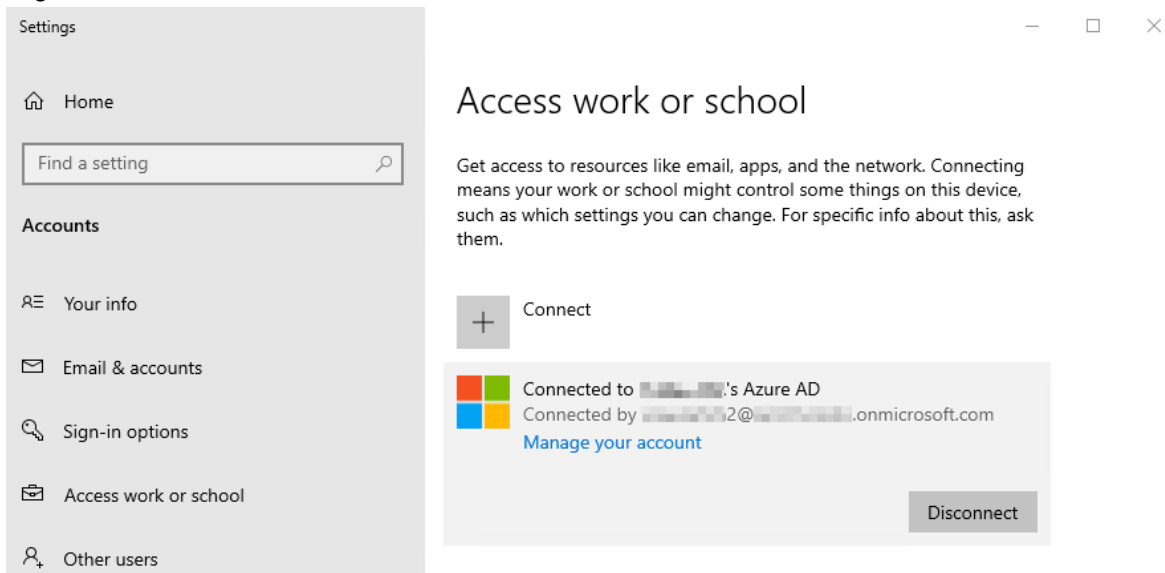 Settings
Home
Find a setting
Accounts
Your info
Email & accounts
Sign-in options
Access work or school
Other users
Access work or school
Get access to resources like email, apps, and the network. Connecting
means your work or school might control some things on this device,
such as which settings you can change. For specific info about this, ask
them.
Connect
Connected to 's Azure AD
Connected by 2@ .onmicrosoft.com
Manage your account
Disconnect